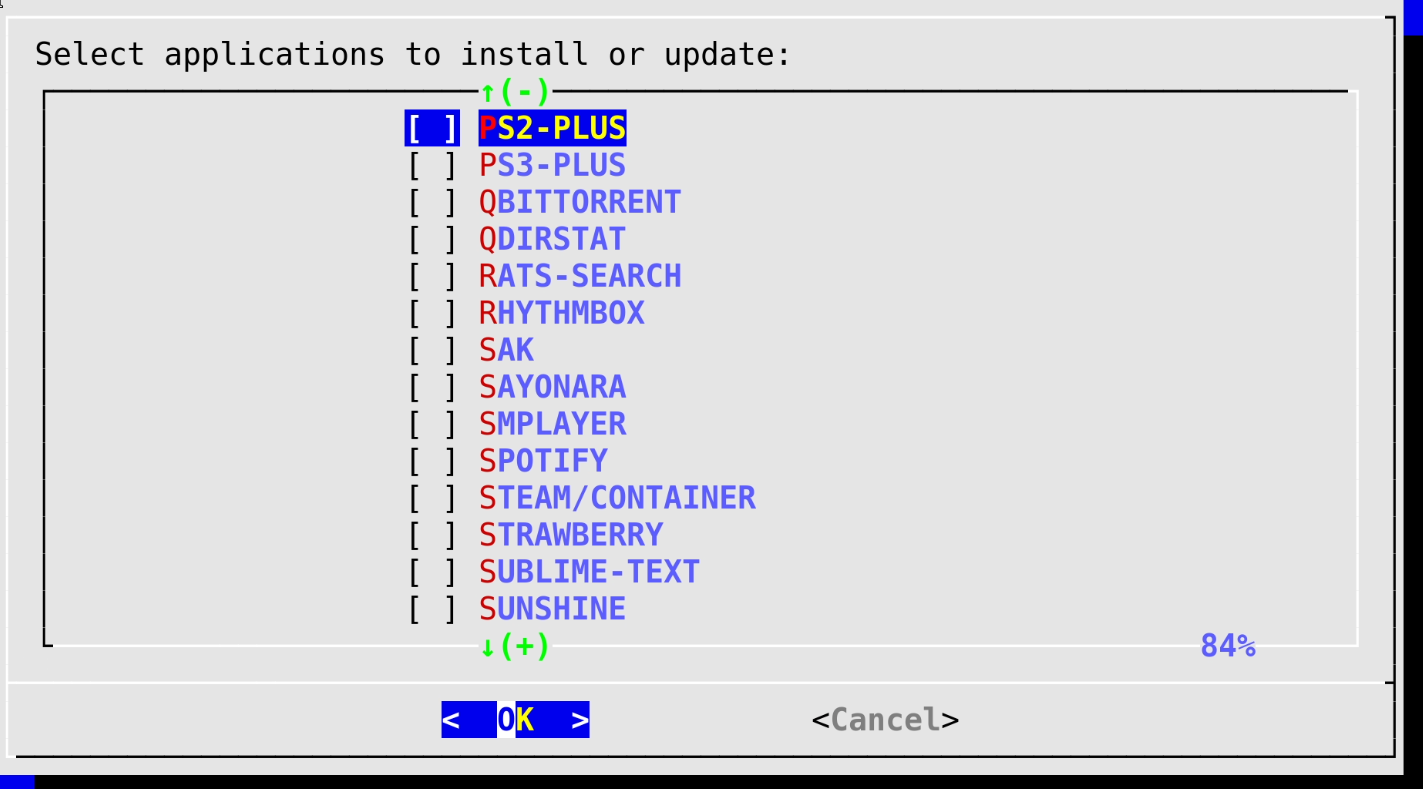 Select applications to install or update:
↑(-)
[ ] PS2-PLUS
[ ] PS3-PLUS
[ ] QBITTORRENT
[ ] QDIRSTAT
[ ] RATS-SEARCH
[ ] RHYTHMBOX
[ ] SAK
[ ] SAYONARA
[ ] SMPLAYER
[ ] SPOTIFY
[ ] STEAM/CONTAINER
[ ] STRAWBERRY
[ ] SUBLIME-TEXT
[ ] SUNSHINE
↓(+) 84%
< OK > <Cancel>